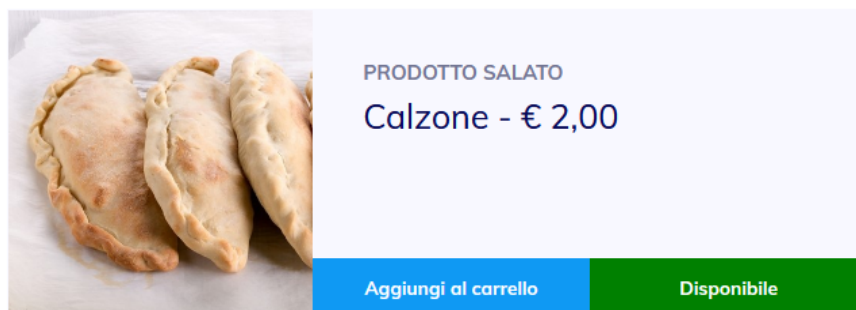 PRODOTTO SALATO
Calzone - € 2,00
Aggiungi al carrello
Disponibile